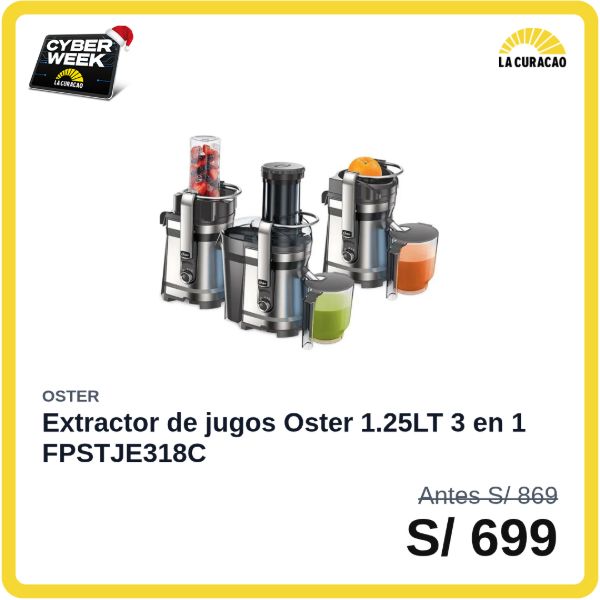 CYBER
WEEK
LA CURACAO
LA CURACAO
OSTER
Extractor de jugos Oster 1.25LT 3 en 1
FPSTJE318C
Antes S/ 869
S/ 699